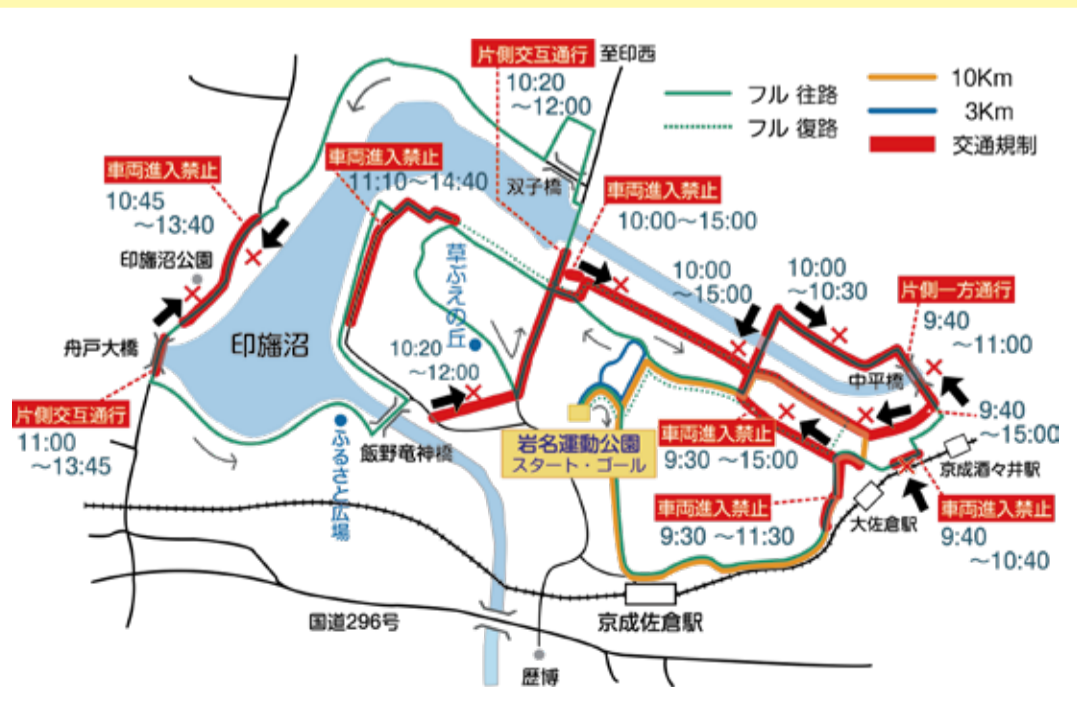 片側交互通行
10:20
～12:00
至印西
フル 往路
フル 復路
10Km
3Km
交通規制
車両進入禁止
10:45
～13:40
車両進入禁止
11:10～14:40
双子橋
車両進入禁止
10:00～15:00
印旛沼公園
草ぶえの丘
10:00
～15:00
10:00
～10:30
片側一方通行
9:40
～11:00
舟戸大橋
印旛沼
10:20
～12:00
中平橋
片側交互通行
11:00
～13:45
ふるさと広場
飯野竜神橋
岩名運動公園
スタート・ゴール
車両進入禁止
9:30 ～15:00
9:40
～15:00
京成酒々井駅
車両進入禁止
9:30 ～11:30
大佐倉駅
車両進入禁止
9:40
～10:40
国道296号
京成佐倉駅
歴博